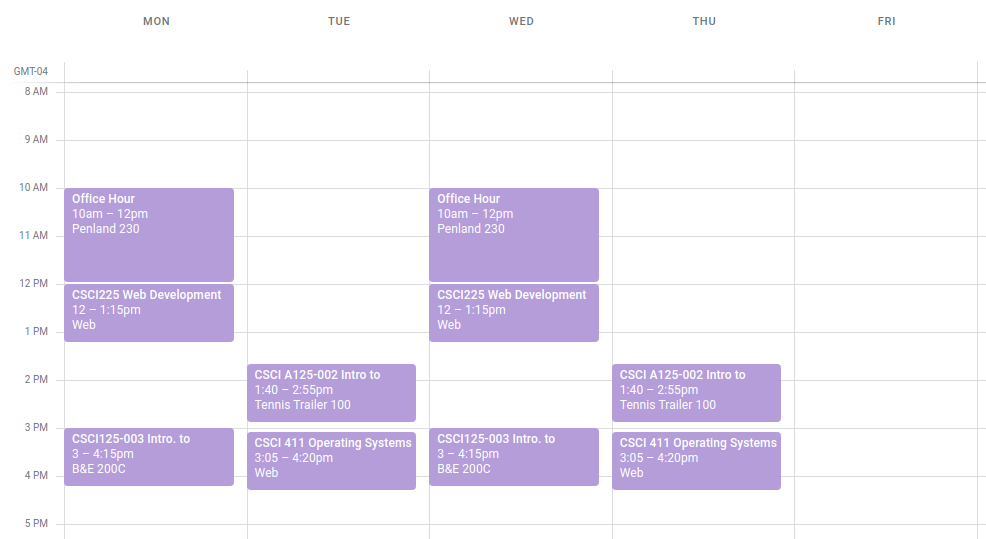 MON TUE WED THU FRI
GMT-04
8 AM
9 AM
10 AM
Office Hour
10am – 12pm
Penland 230
Office Hour
10am – 12pm
Penland 230
11 AM
12 PM
CSCI225 Web Development
12 – 1:15pm
Web
CSCI225 Web Development
12 – 1:15pm
Web
1 PM
CSCI A125-002 Intro to
1:40 – 2:55pm
Tennis Trailer 100
CSCI A125-002 Intro to
1:40 – 2:55pm
Tennis Trailer 100
2 PM
3 PM
CSCI125-003 Intro. to
3 – 4:15pm
B&E 200C
CSCI 411 Operating Systems
3:05 – 4:20pm
Web
CSCI125-003 Intro. to
3 – 4:15pm
B&E 200C
CSCI 411 Operating Systems
3:05 – 4:20pm
Web
4 PM
5 PM